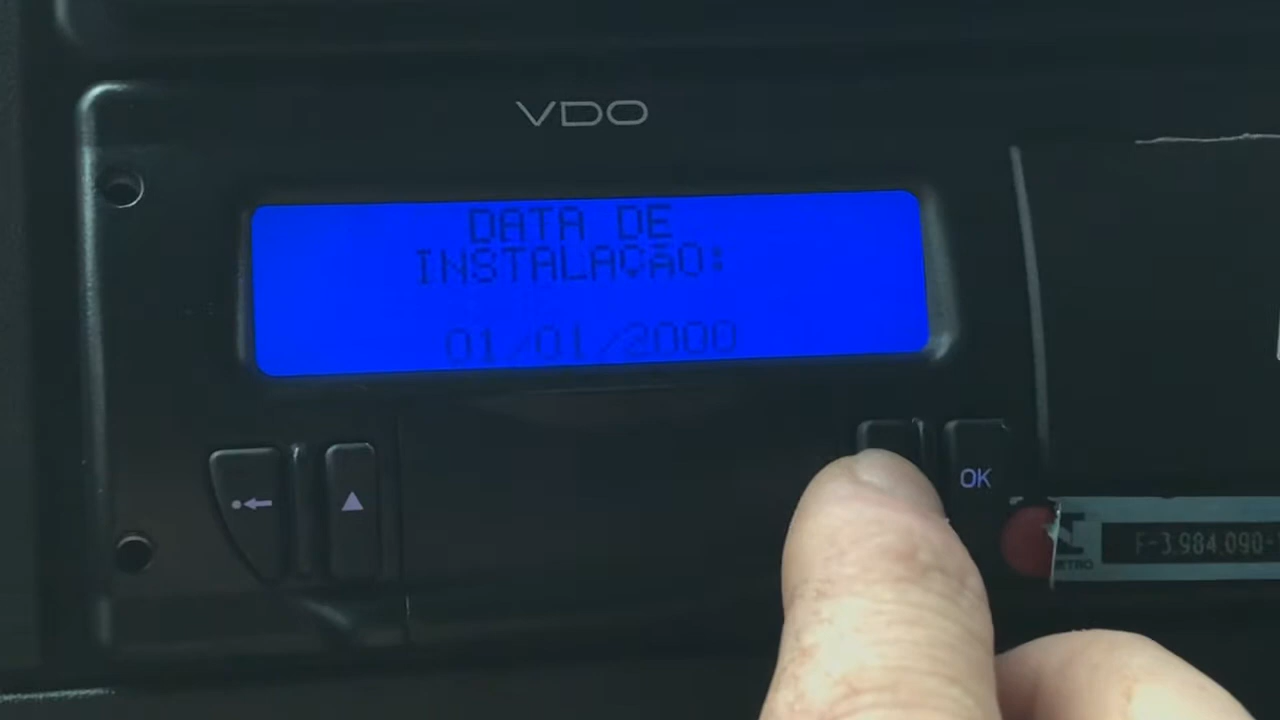 VDO
DATA DE
INSTALAÇÃO:
01/01/2000
OK
F-3.984.090-